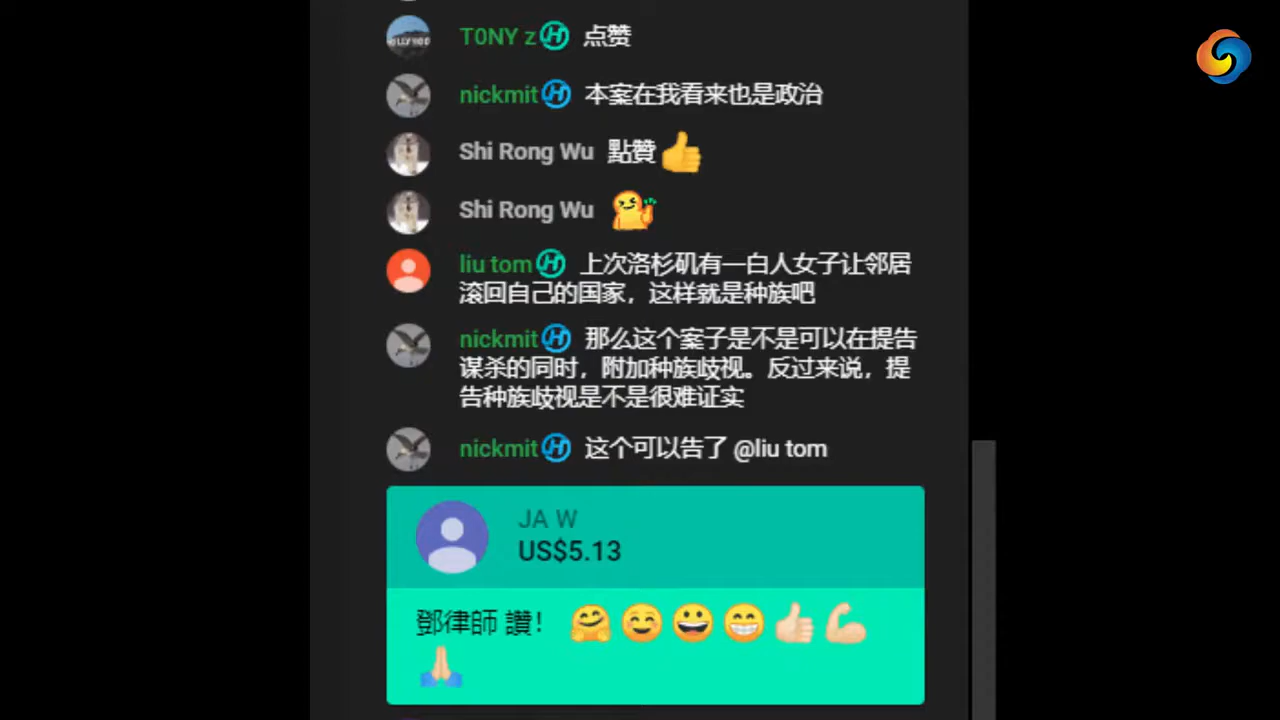 T0NY z 点赞
nickmit 本案在我看来也是政治
Shi Rong Wu 點贊
Shi Rong Wu
liu tom 上次洛杉矶有一白人女子让邻居
滚回自己的国家，这样就是种族吧
nickmit 那么这个案子是不是可以在提告
谋杀的同时，附加种族歧视。反过来说，提
告种族歧视是不是很难证实
nickmit 这个可以告了 @liu tom
JA W
US$5.13
鄧律師 讚！